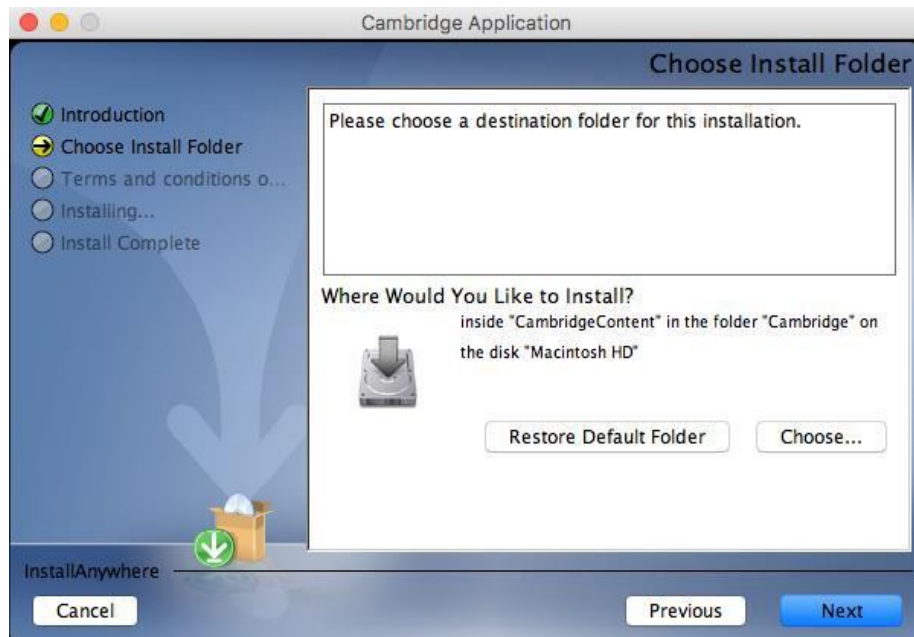 Cambridge Application
Choose Install Folder
Introduction
Choose Install Folder
Terms and conditions o...
Installing...
Install Complete
Please choose a destination folder for this installation.
Where Would You Like to Install?
inside "CambridgeContent" in the folder "Cambridge" on
the disk "Macintosh HD"
Restore Default Folder
Choose...
InstallAnywhere
Cancel
Previous
Next